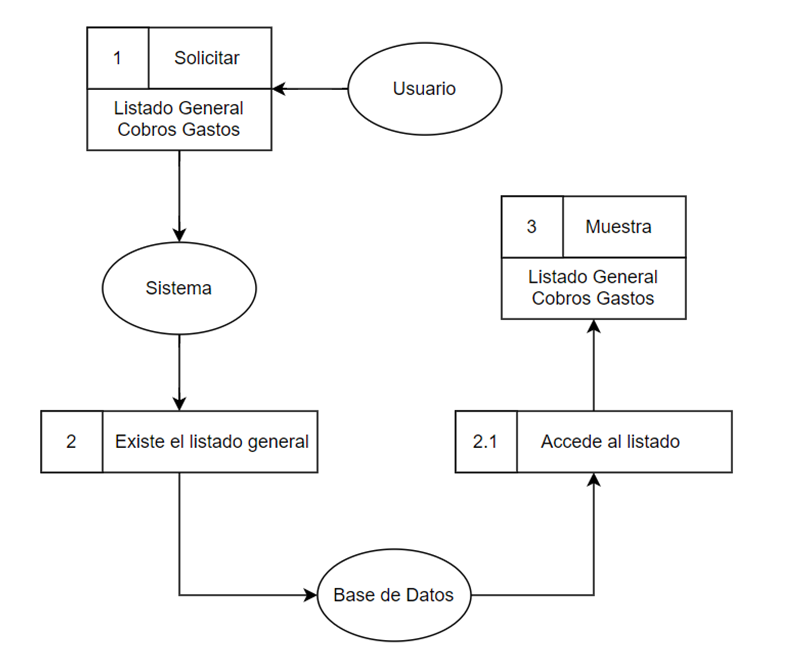 1
Solicitar
Listado General
Cobros Gastos
Usuario
Sistema
2
Existe el listado general
Base de Datos
2.1
Accede al listado
3
Muestra
Listado General
Cobros Gastos